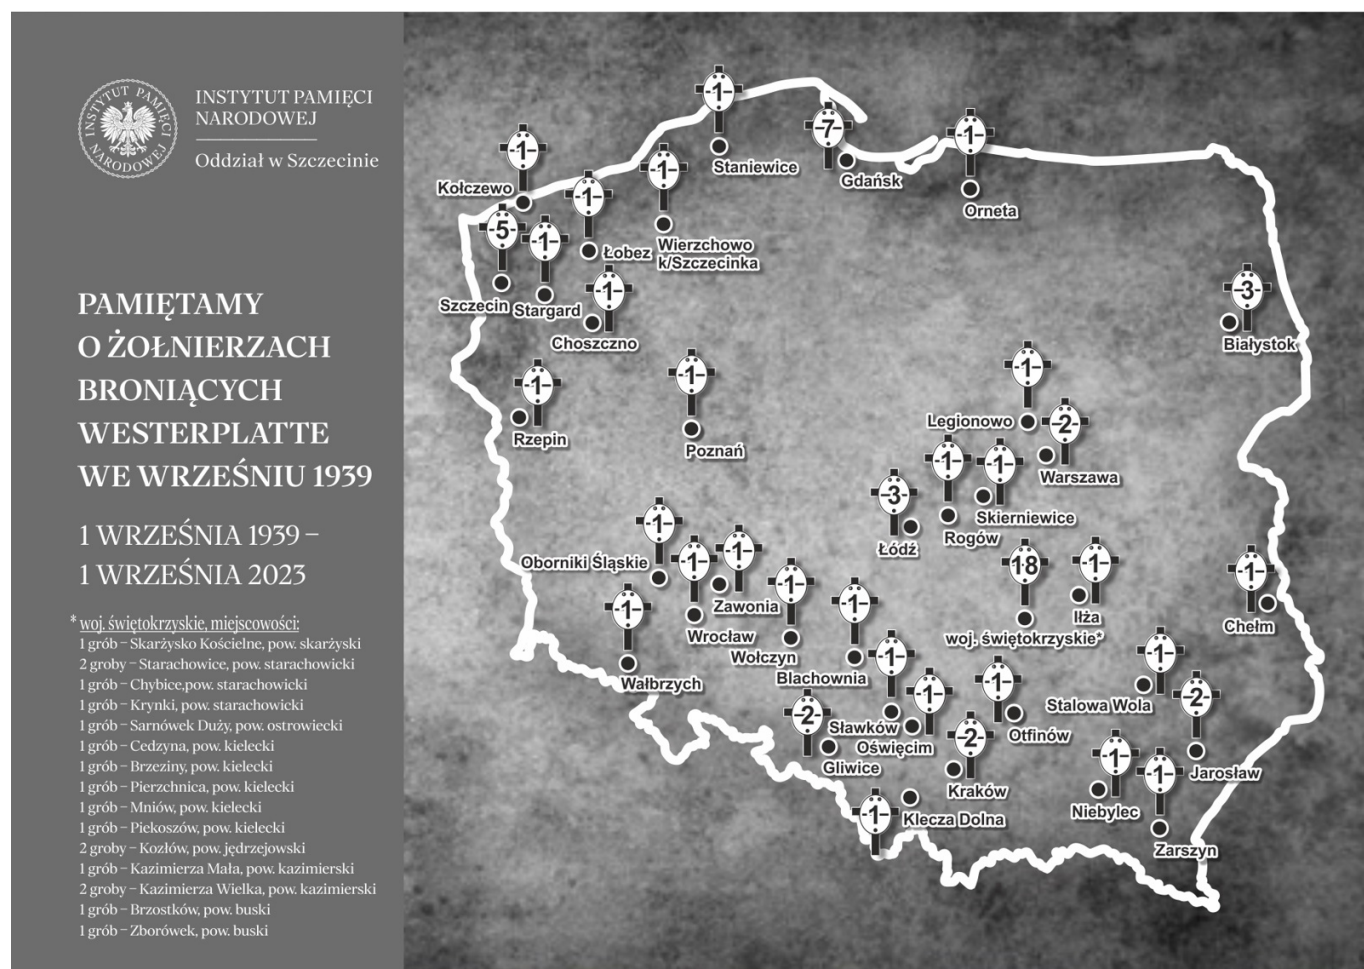 INSTYTUT PAMIĘCI NARODOWEJ
INSTYTUT PAMIĘCI
NARODOWEJ
Oddział w Szczecinie
PAMIĘTAMY
O ŻOŁNIERZACH
BRONIĄCYCH
WESTERPLATTE
WE WRZEŚNIU 1939
1 WRZEŚNIA 1939 –
1 WRZEŚNIA 2023
* woj. świętokrzyskie, miejscowości:
1 grób – Skarżysko Kościelne, pow. skarżyski
2 groby – Starachowice, pow. starachowicki
1 grób – Chybice,pow. starachowicki
1 grób – Krynki, pow. starachowicki
1 grób – Sarnówek Duży, pow. ostrowiecki
1 grób – Cedzyna, pow. kielecki
1 grób – Brzeziny, pow. kielecki
1 grób – Pierzchnica, pow. kielecki
1 grób – Mniów, pow. kielecki
1 grób – Piekoszów, pow. kielecki
2 groby – Kozłów, pow. jędrzejowski
1 grób – Kazimierza Mała, pow. kazimierski
2 groby – Kazimierza Wielka, pow. kazimierski
1 grób – Brzostków, pow. buski
1 grób – Zborówek, pow. buski
1
Staniewice
7
Gdańsk
1
Orneta
1
Kołczewo
1
Wierzchowo
k/Szczecinka
1
Łobez
5
Szczecin
1
Stargard
1
Choszczno
3
Białystok
1
Rzepin
1
Poznań
1
Legionowo
2
Warszawa
1
Rogów
1
Skierniewice
3
Łódź
1
Oborniki Śląskie
1
Wrocław
1
Zawonia
1
Wołczyn
1
Blachownia
18
woj. świętokrzyskie*
1
Iłża
1
Chełm
1
Wałbrzych
1
Sławków
1
Oświęcim
1
Otfinów
1
Stalowa Wola
2
Jarosław
2
Gliwice
2
Kraków
1
Niebylec
1
Zarszyn
1
Klecza Dolna